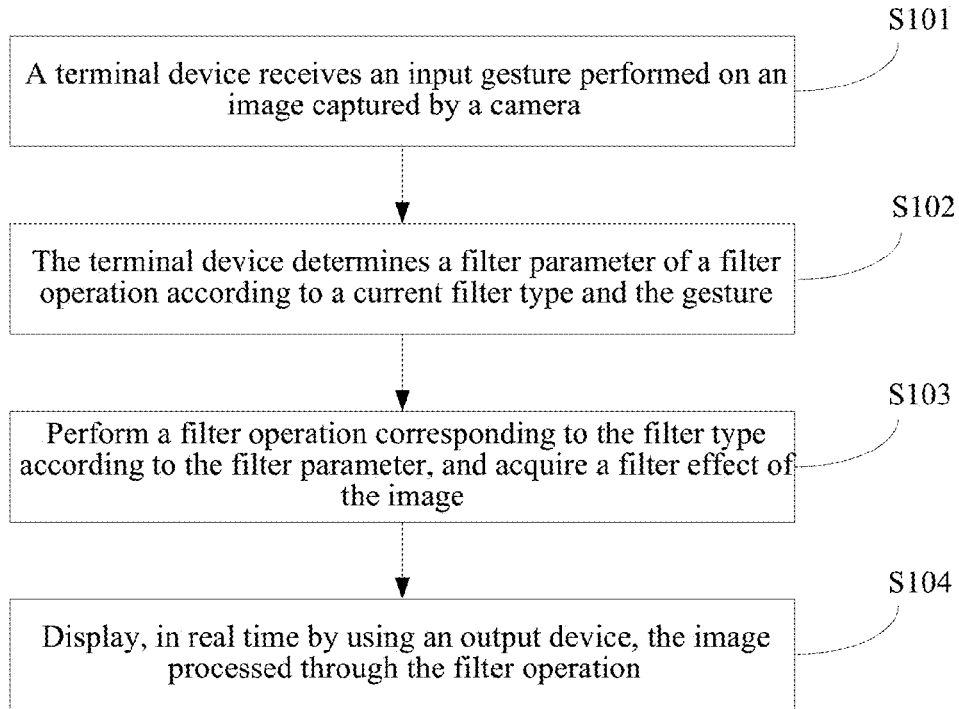 S101
A terminal device receives an input gesture performed on an
image captured by a camera
S102
The terminal device determines a filter parameter of a filter
operation according to a current filter type and the gesture
S103
Perform a filter operation corresponding to the filter type
according to the filter parameter, and acquire a filter effect of
the image
S104
Display, in real time by using an output device, the image
processed through the filter operation